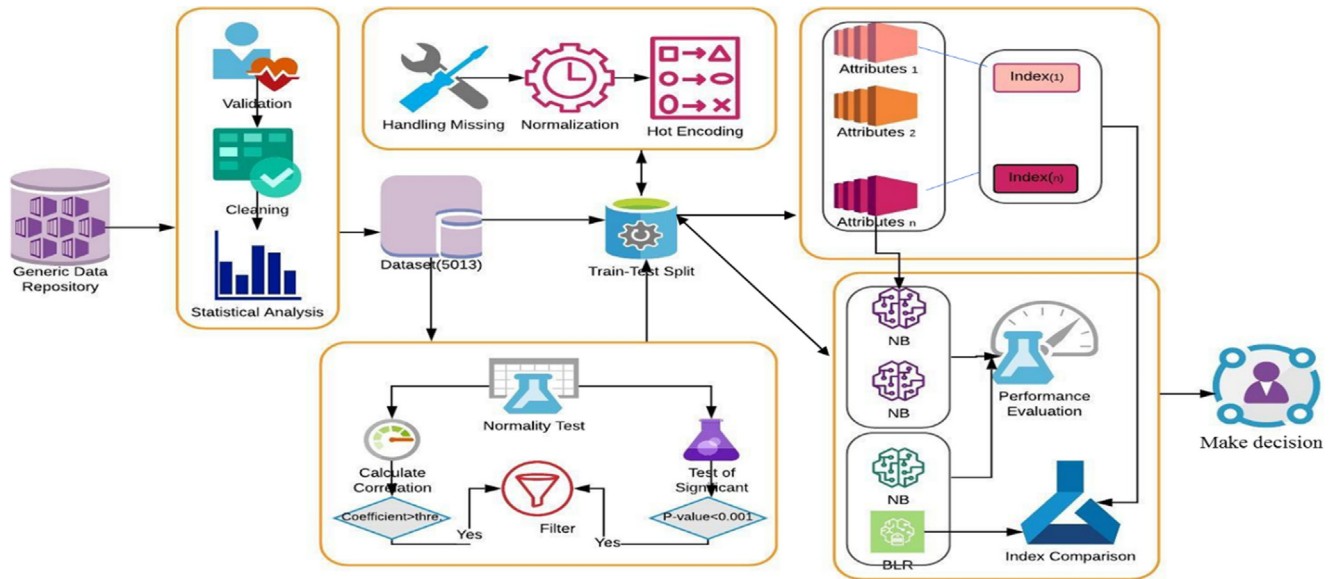 Generic Data
Repository
Validation
Cleaning
Statistical Analysis
Handling Missing
Normalization
Hot Encoding
Dataset(5013)
Train-Test Split
Normality Test
Calculate
Correlation
Coefficient>thre,
Yes
Filter
Test of
Significant
P-value<0.001
Yes
Attributes 1
Attributes 2
Attributes n
Index(1)
Index(n)
NB
NB
NB
BLR
Performance
Evaluation
Index Comparison
Make decision